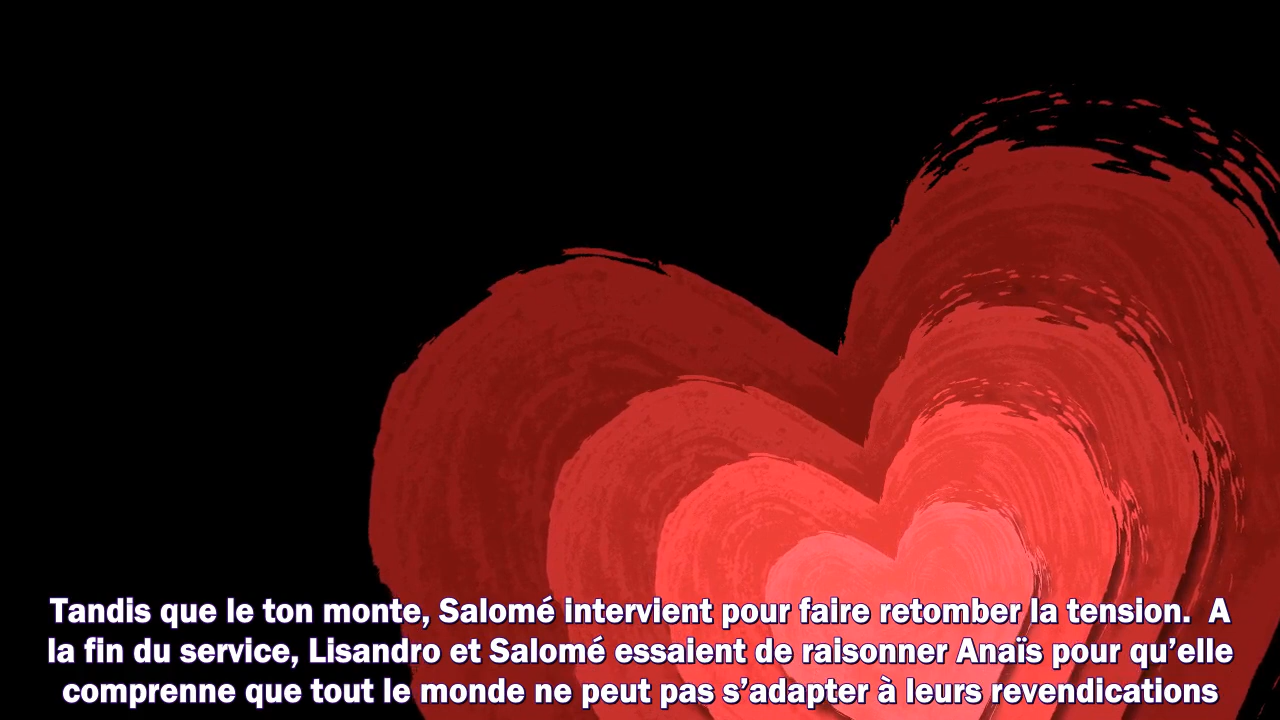 Tandis que le ton monte, Salomé intervient pour faire retomber la tension.  A
la fin du service, Lisandro et Salomé essaient de raisonner Anaïs pour qu’elle
comprenne que tout le monde ne peut pas s’adapter à leurs revendications